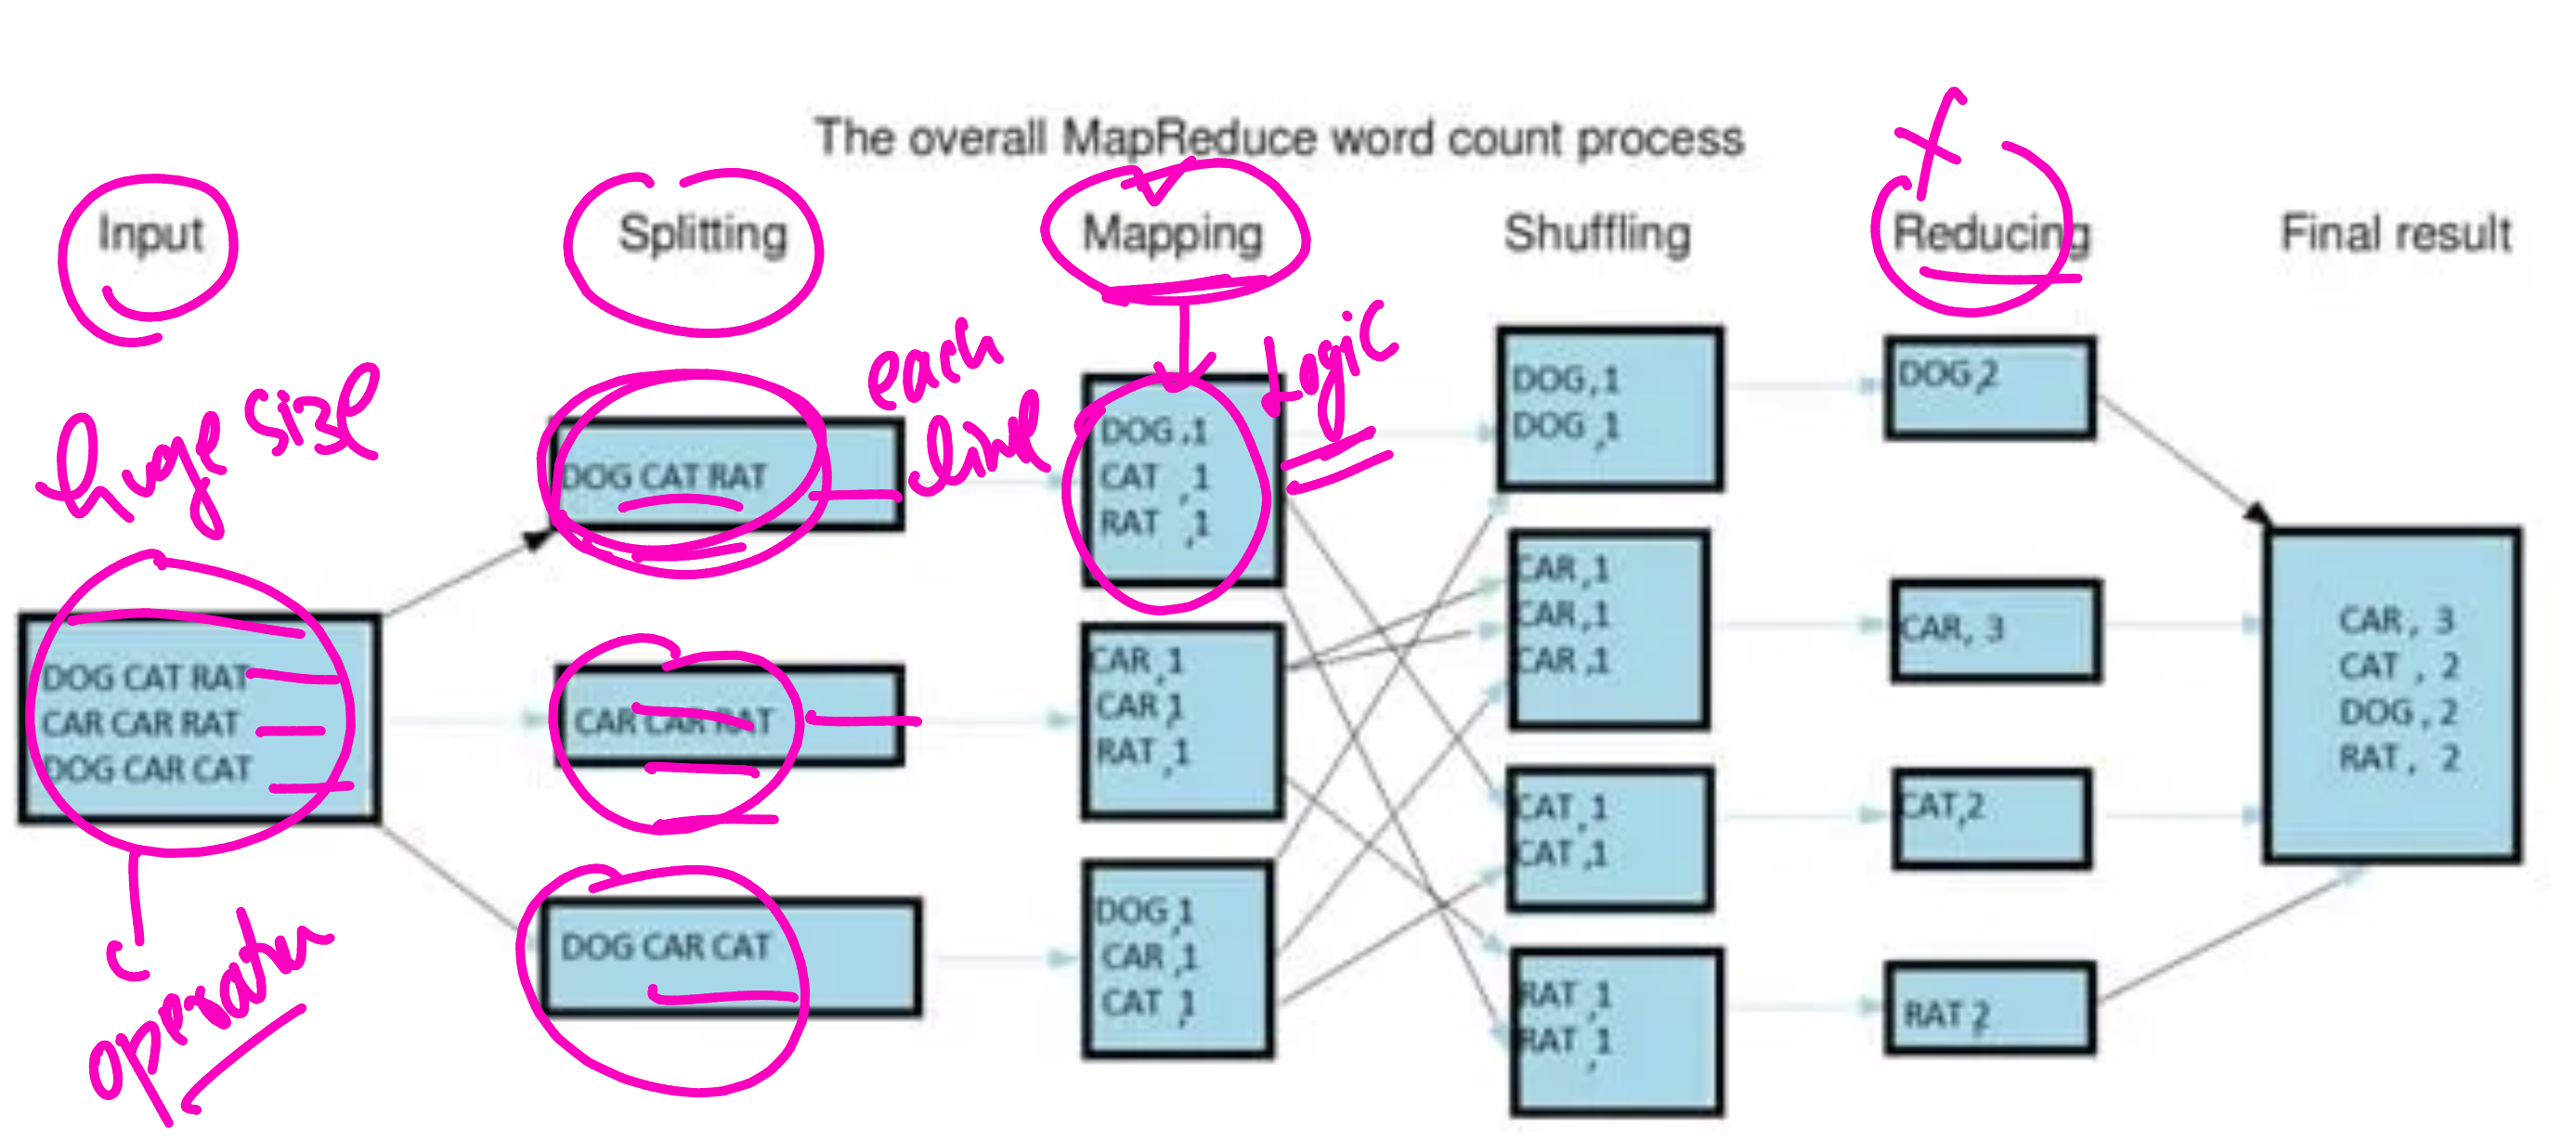 The overall MapReduce word count process
Input
Splitting
Mapping
Shuffling
Reducing
Final result
huge size
DOG CAT RAT
CAR CAR RAT
DOG CAR CAT
each
line
DOG CAT RAT
CAR CAR RAT
DOG CAR CAT
Logic
DOG ,1
CAT ,1
RAT ,1
CAR ,1
CAR ,1
RAT ,1
DOG ,1
CAR ,1
CAT ,1
DOG ,1
DOG ,1
CAR ,1
CAR ,1
CAR ,1
CAT ,1
CAT ,1
RAT ,1
RAT ,1
DOG,2
CAR, 3
CAT,2
RAT,2
CAR, 3
CAT , 2
DOG , 2
RAT, 2